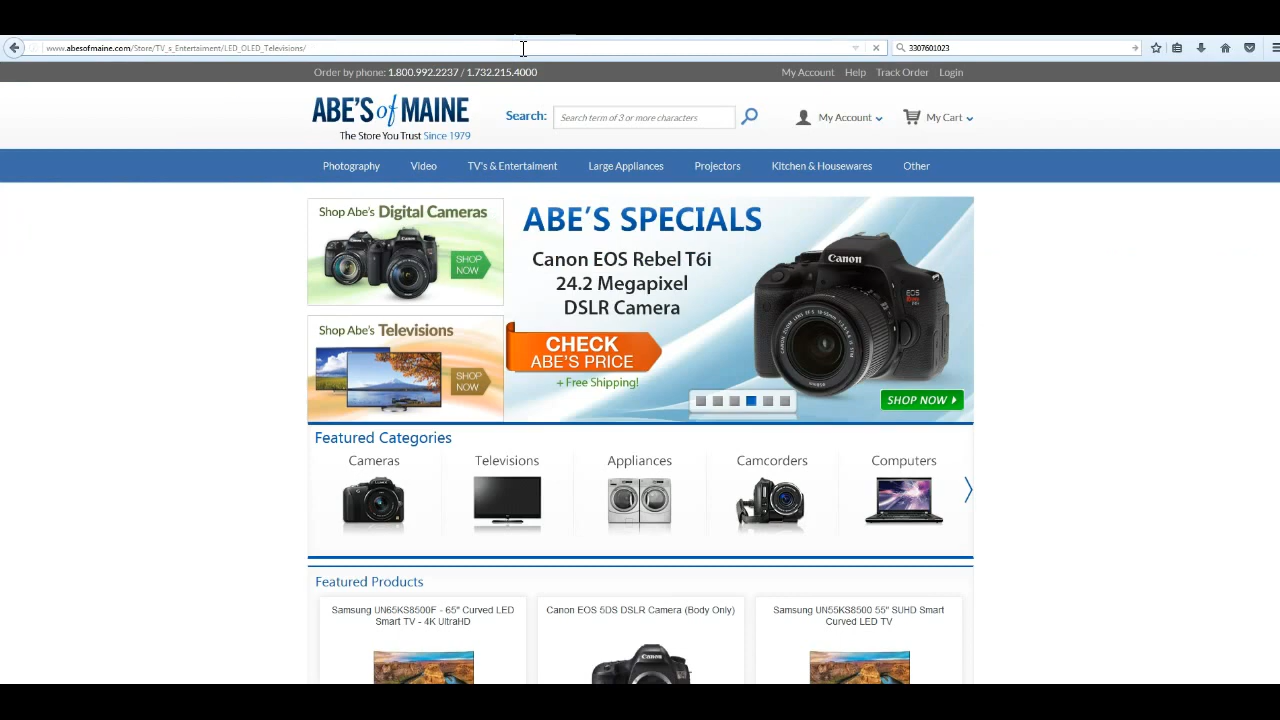 www.abesofmaine.com/Store/TV_s_Entertaiment/LED_OLED_Televisions/
3307601023
Order by phone: 1.800.992.2237 / 1.732.215.4000
My Account Help Track Order Login
ABE'S of MAINE
The Store You Trust Since 1979
Search: Search term of 3 or more characters
My Account
My Cart
Photography Video TV's & Entertaiment Large Appliances Projectors Kitchen & Housewares Other
Shop Abe's Digital Cameras
SHOP
NOW
Shop Abe's Televisions
SHOP
NOW
ABE'S SPECIALS
Canon EOS Rebel T6i
24.2 Megapixel
DSLR Camera
CHECK
ABE'S PRICE
+ Free Shipping!
Canon
EOS
SHOP NOW
Featured Categories
Cameras Televisions Appliances Camcorders Computers
Featured Products
Samsung UN65KS8500F - 65" Curved LED
Smart TV - 4K UltraHD
Canon EOS 5DS DSLR Camera (Body Only)
Canon
Samsung UN55KS8500 55" SUHD Smart
Curved LED TV